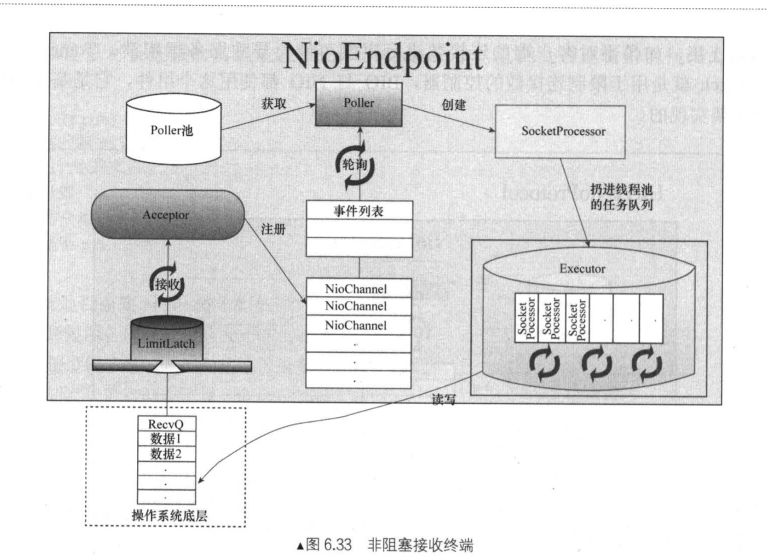 NioEndpoint
Poller池
获取
Poller
创建
SocketProcessor
轮询
扔进线程池
的任务队列
Acceptor
注册
事件列表
接收
LimitLatch
NioChannel
NioChannel
NioChannel
.
.
.
Executor
Socket
Pocessor
Socket
Pocessor
Socket
Pocessor
.
.
.
读写
RecvQ
数据1
数据2
.
.
.
操作系统底层
▲图 6.33 非阻塞接收终端